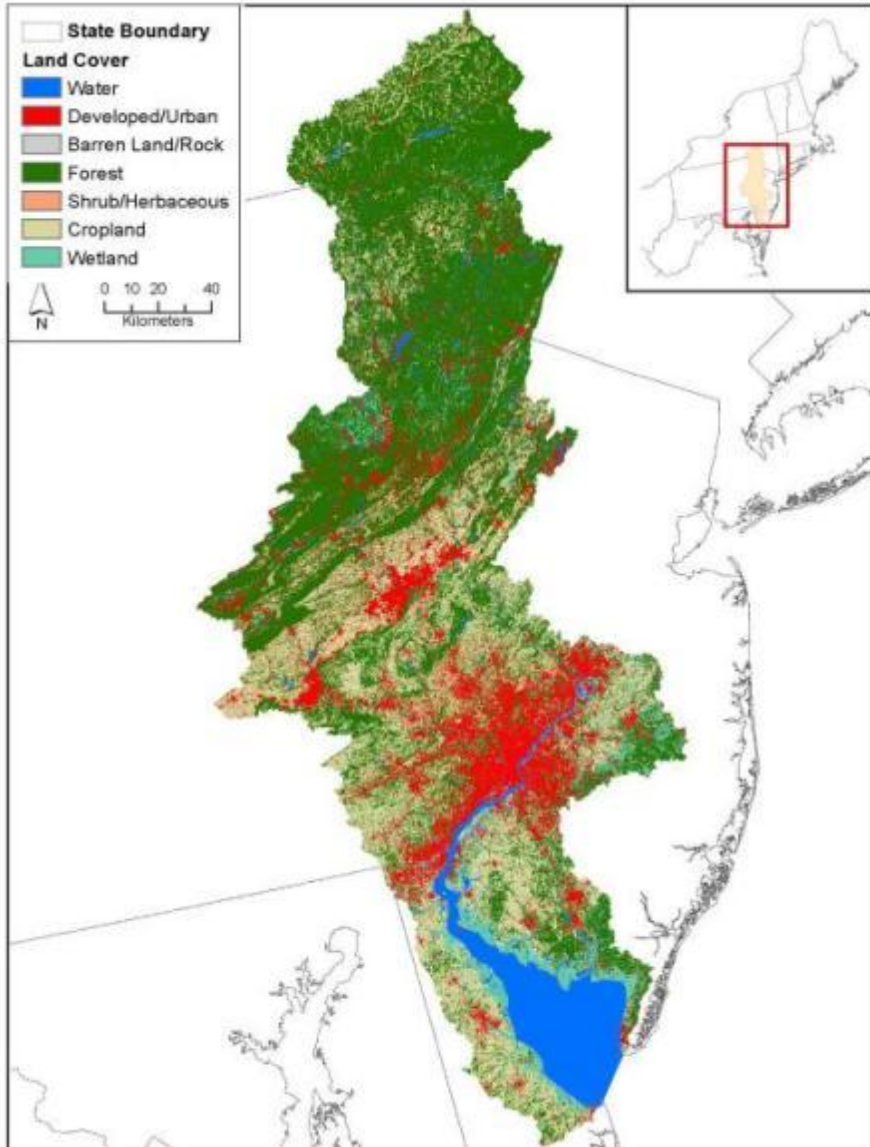 State Boundary
Land Cover
Water
Developed/Urban
Barren Land/Rock
Forest
Shrub/Herbaceous
Cropland
Wetland
N
0 10 20 40
Kilometers